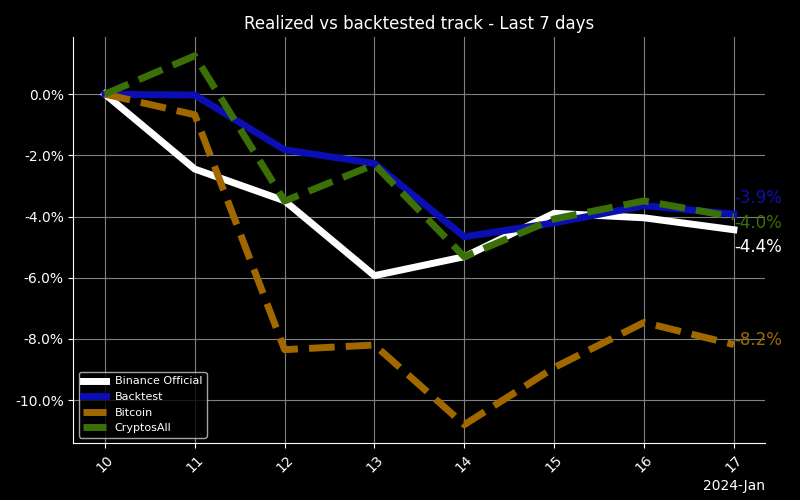 Realized vs backtested track - Last 7 days
0.0%
-2.0%
-4.0%
-6.0%
-8.0%
-10.0%
-3.9%
-4.0%
-4.4%
-8.2%
Binance Official
Backtest
Bitcoin
CryptosAll
10 11 12 13 14 15 16 17
2024-Jan